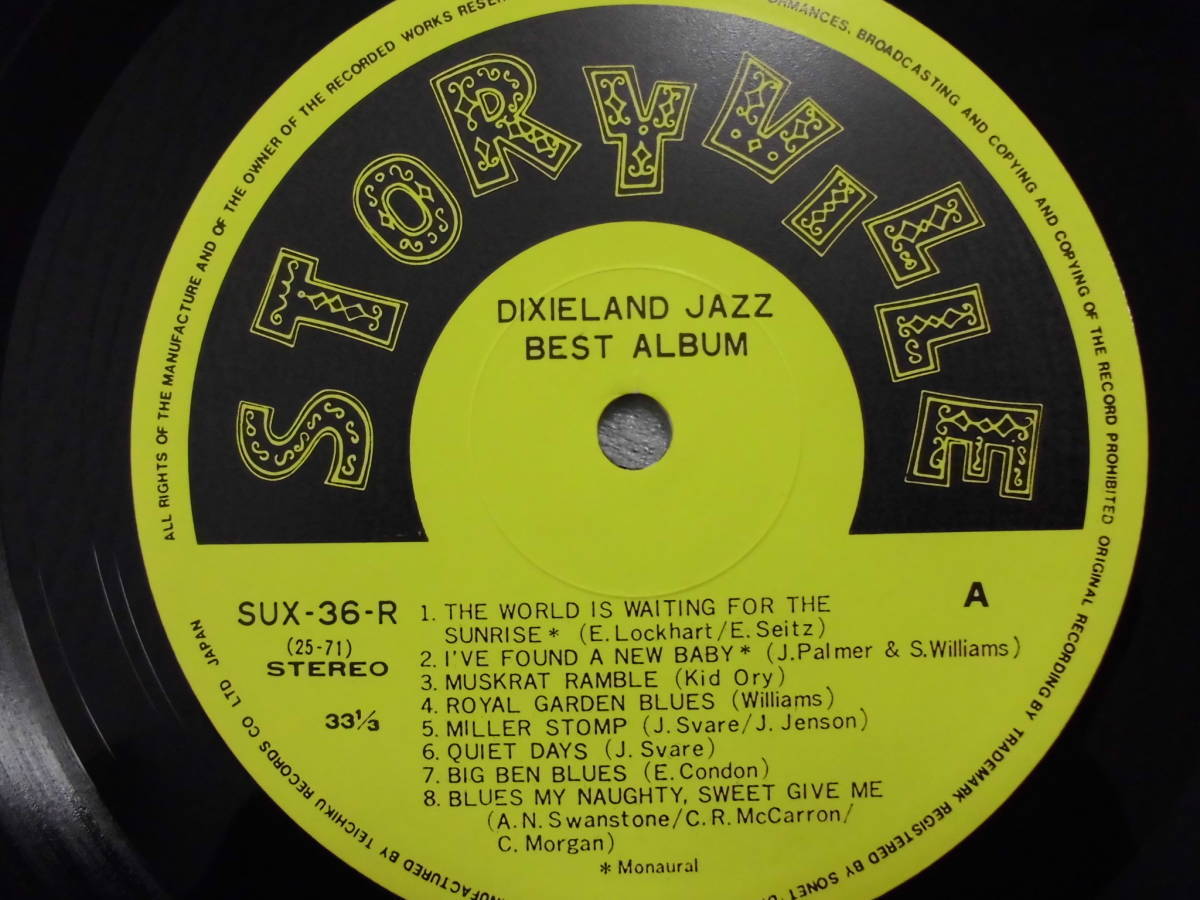 ALL RIGHTS OF THE MANUFACTURE AND OF THE OWNER OF THE RECORDED WORKS
BROADCASTING AND COPYING AND COPYING OF THE RECORD PROHIBITED
STORYVILLE
DIXIELAND JAZZ
BEST ALBUM
SUX-36-R
(25-71)
STEREO
33 1/3
A
1. THE WORLD IS WAITING FOR THE
SUNRISE* (E.Lockhart/E.Seitz)
2. I'VE FOUND A NEW BABY* (J.Palmer & S.Williams)
3. MUSKRAT RAMBLE (Kid Ory)
4. ROYAL GARDEN BLUES (Williams)
5. MILLER STOMP (J.Svare/J.Jenson)
6. QUIET DAYS (J.Svare)
7. BIG BEN BLUES (E.Condon)
8. BLUES MY NAUGHTY, SWEET GIVE ME
(A.N.Swanstone/C.R.McCarron/
C.Morgan)
* Monaural
MANUFACTURED BY TEICHIKU RECORDS CO LTD JAPAN
ORIGINAL RECORDING BY TRADEMARK REGISTERED BY SONET